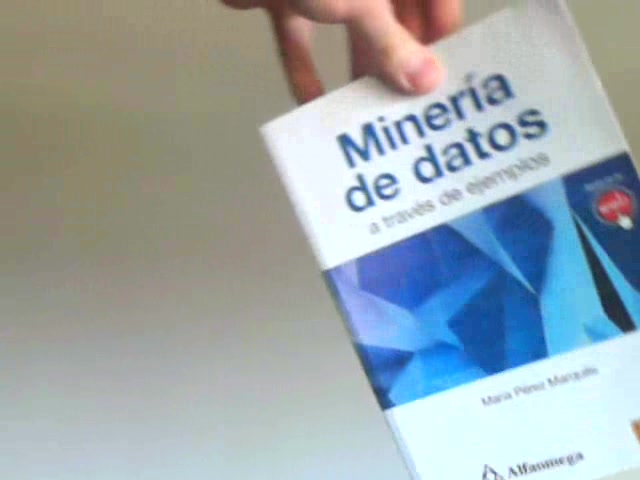 Minería
de datos
a través de ejemplos
María Pérez Marqués
Alfaomega